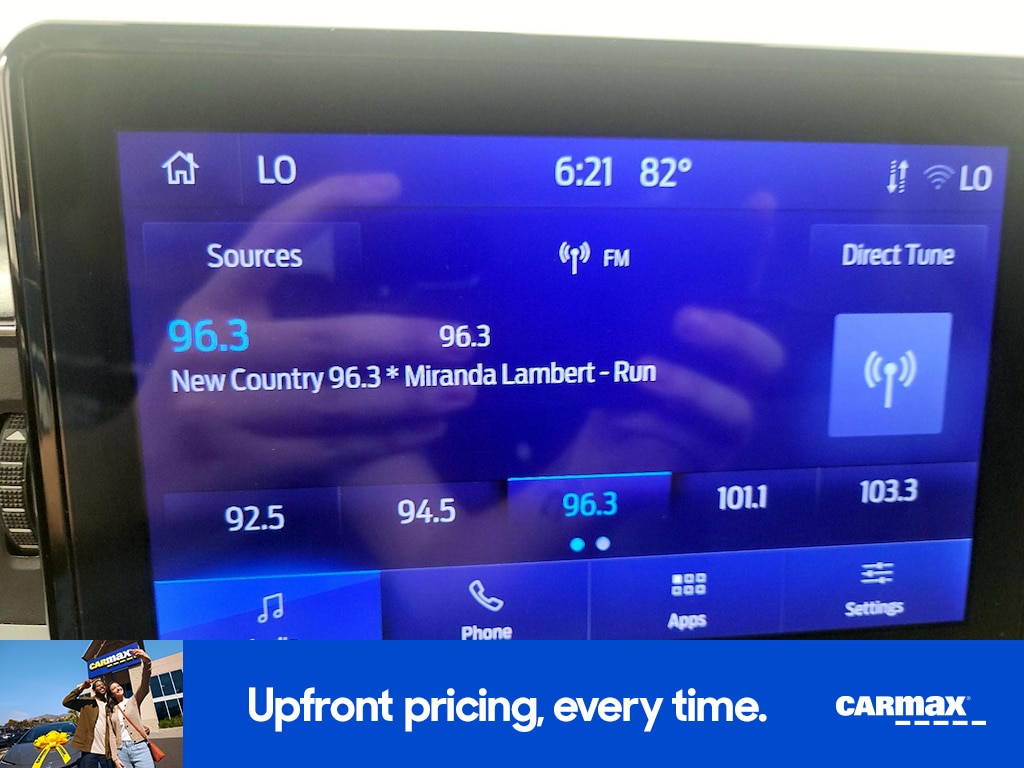 LO 6:21 82° LO
Sources FM Direct Tune
96.3 96.3
New Country 96.3 * Miranda Lambert - Run
92.5 94.5 96.3 101.1 103.3
Phone Apps Settings
CARMAX
Upfront pricing, every time. CARMAX